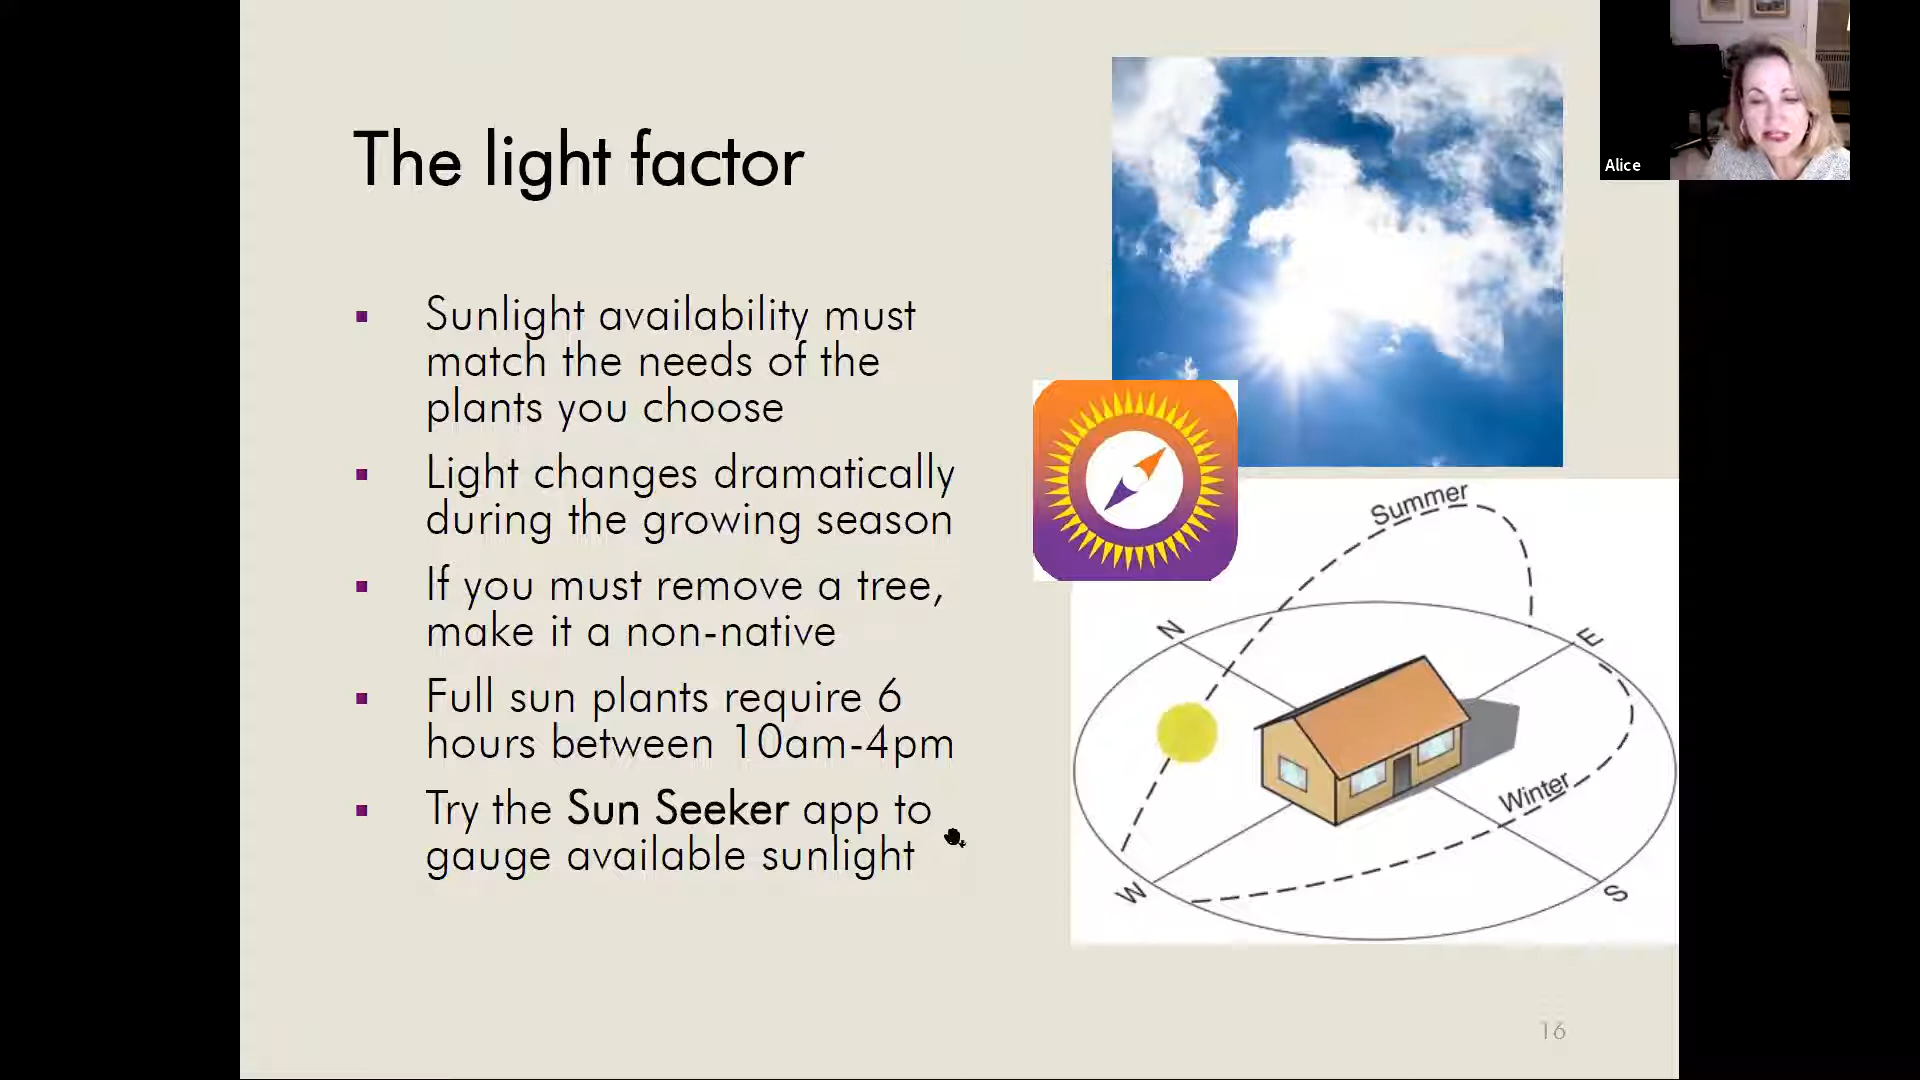 The light factor
Sunlight availability must
match the needs of the
plants you choose
Light changes dramatically
during the growing season
If you must remove a tree,
make it a non-native
Full sun plants require 6
hours between 10am-4pm
Try the Sun Seeker app to
gauge available sunlight
Alice
Summer
N
E
Winter
W
S
16